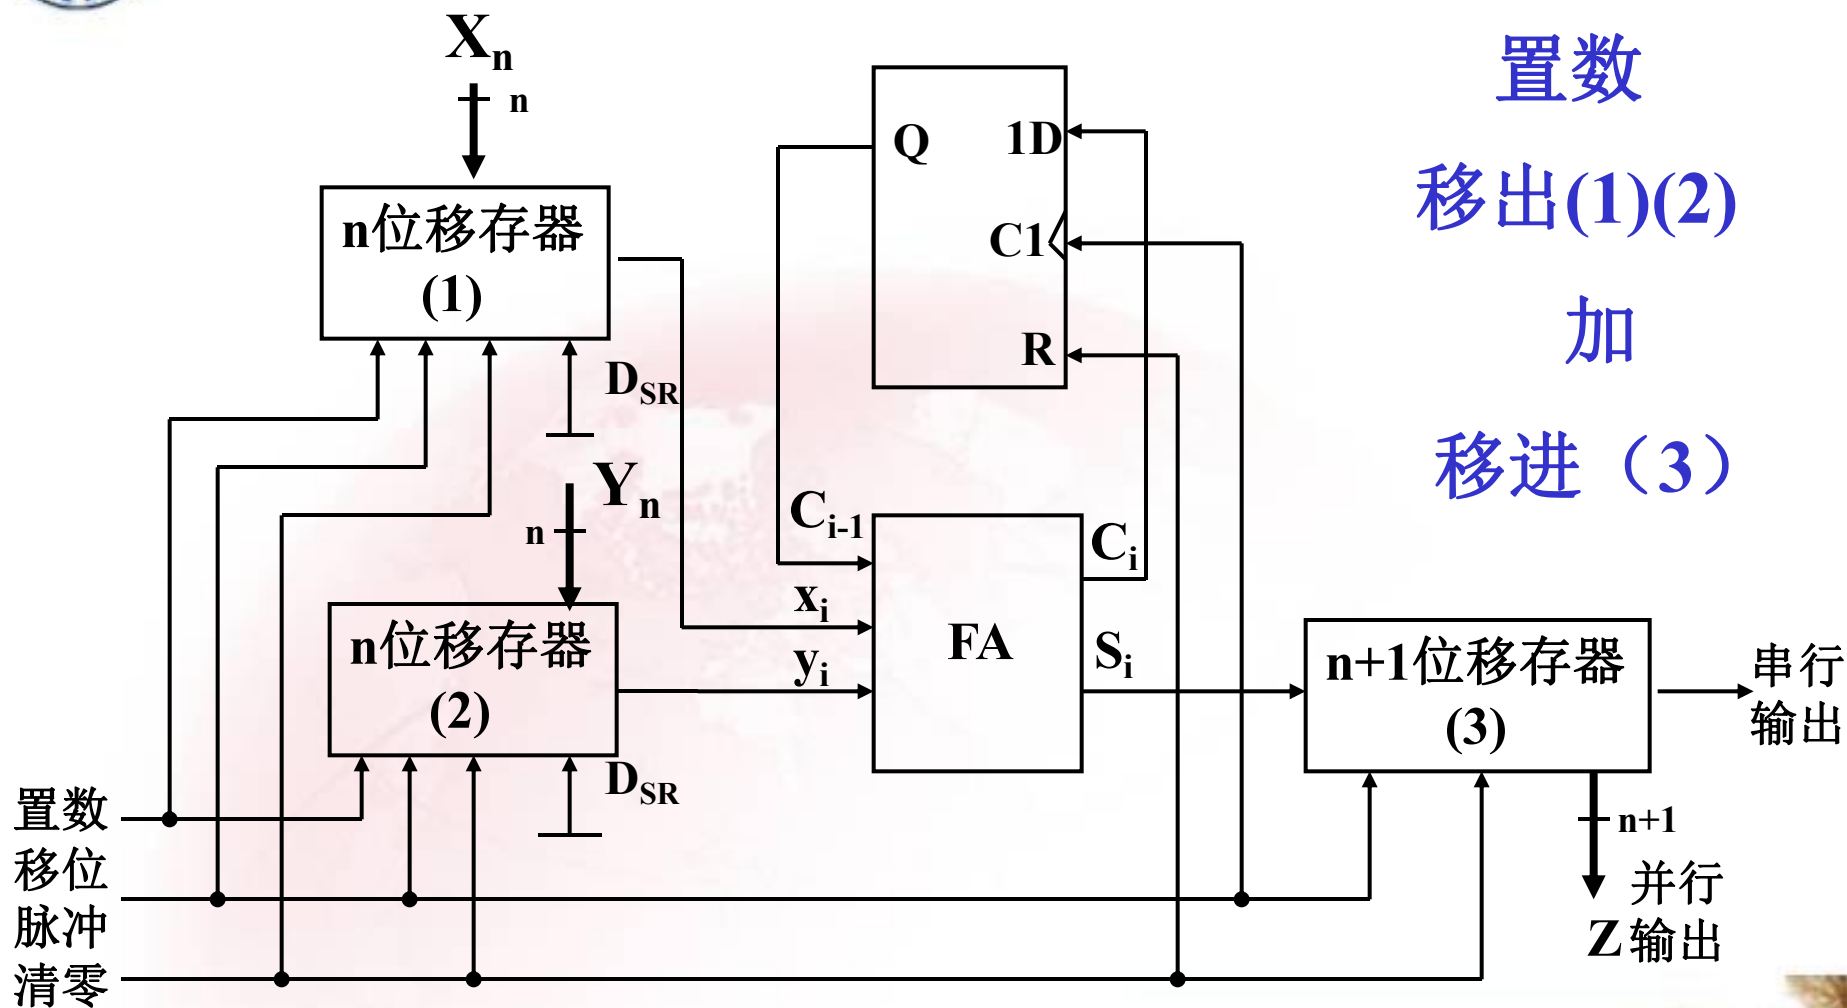 Xn
n
n位移存器
(1)
DSR
Yn
n
n位移存器
(2)
DSR
Q
1D
C1
R
Ci-1
xi
yi
FA
Ci
Si
n+1位移存器
(3)
串行
输出
n+1
并行
Z输出
置数
移位
脉冲
清零
置数
移出(1)(2)
加
移进（3）